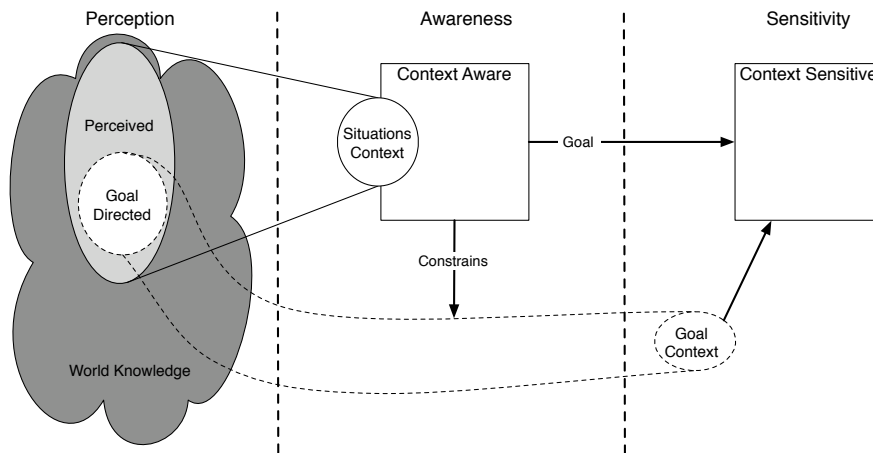 Perception
Awareness
Sensitivity
Context Aware
Context Sensitive
Perceived
Situations
Context
Goal
Goal
Directed
Constrains
Goal
Context
World Knowledge